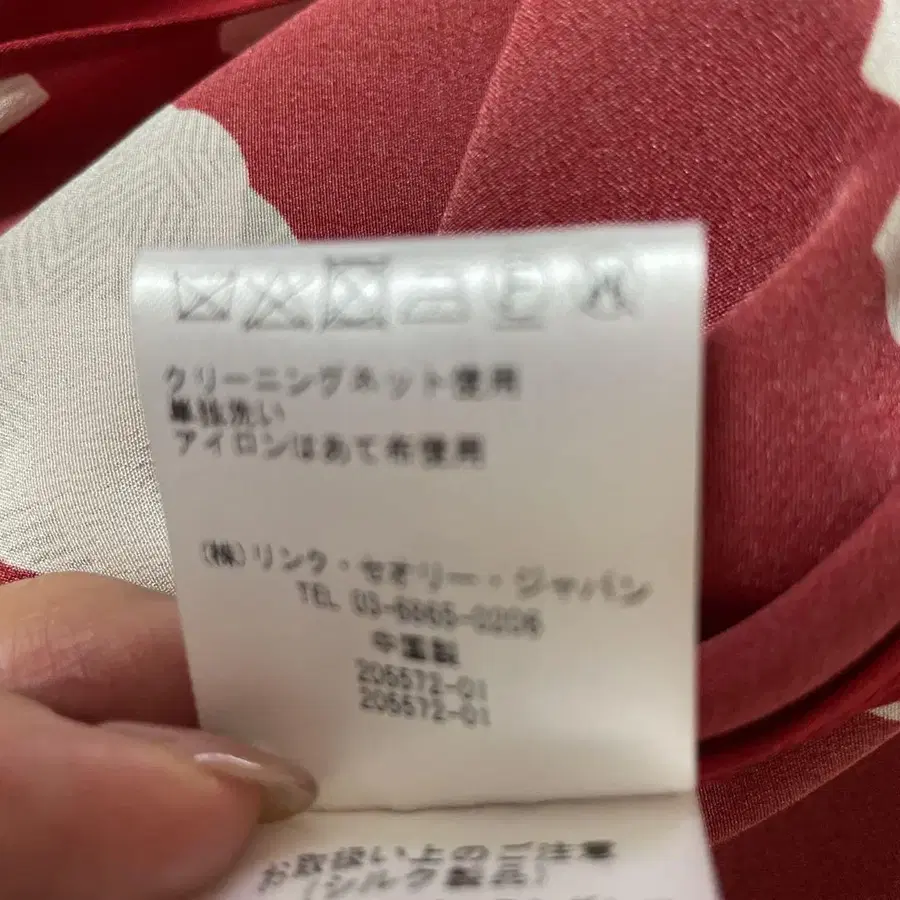 クリーニングネット使用
単独洗い
アイロンはあて布使用
(株)リンク・セオリー・ジャパン
TEL 03-6865-0206
中国製
206572-01
206572-01
お取扱い上のご注意
(シルク製品)